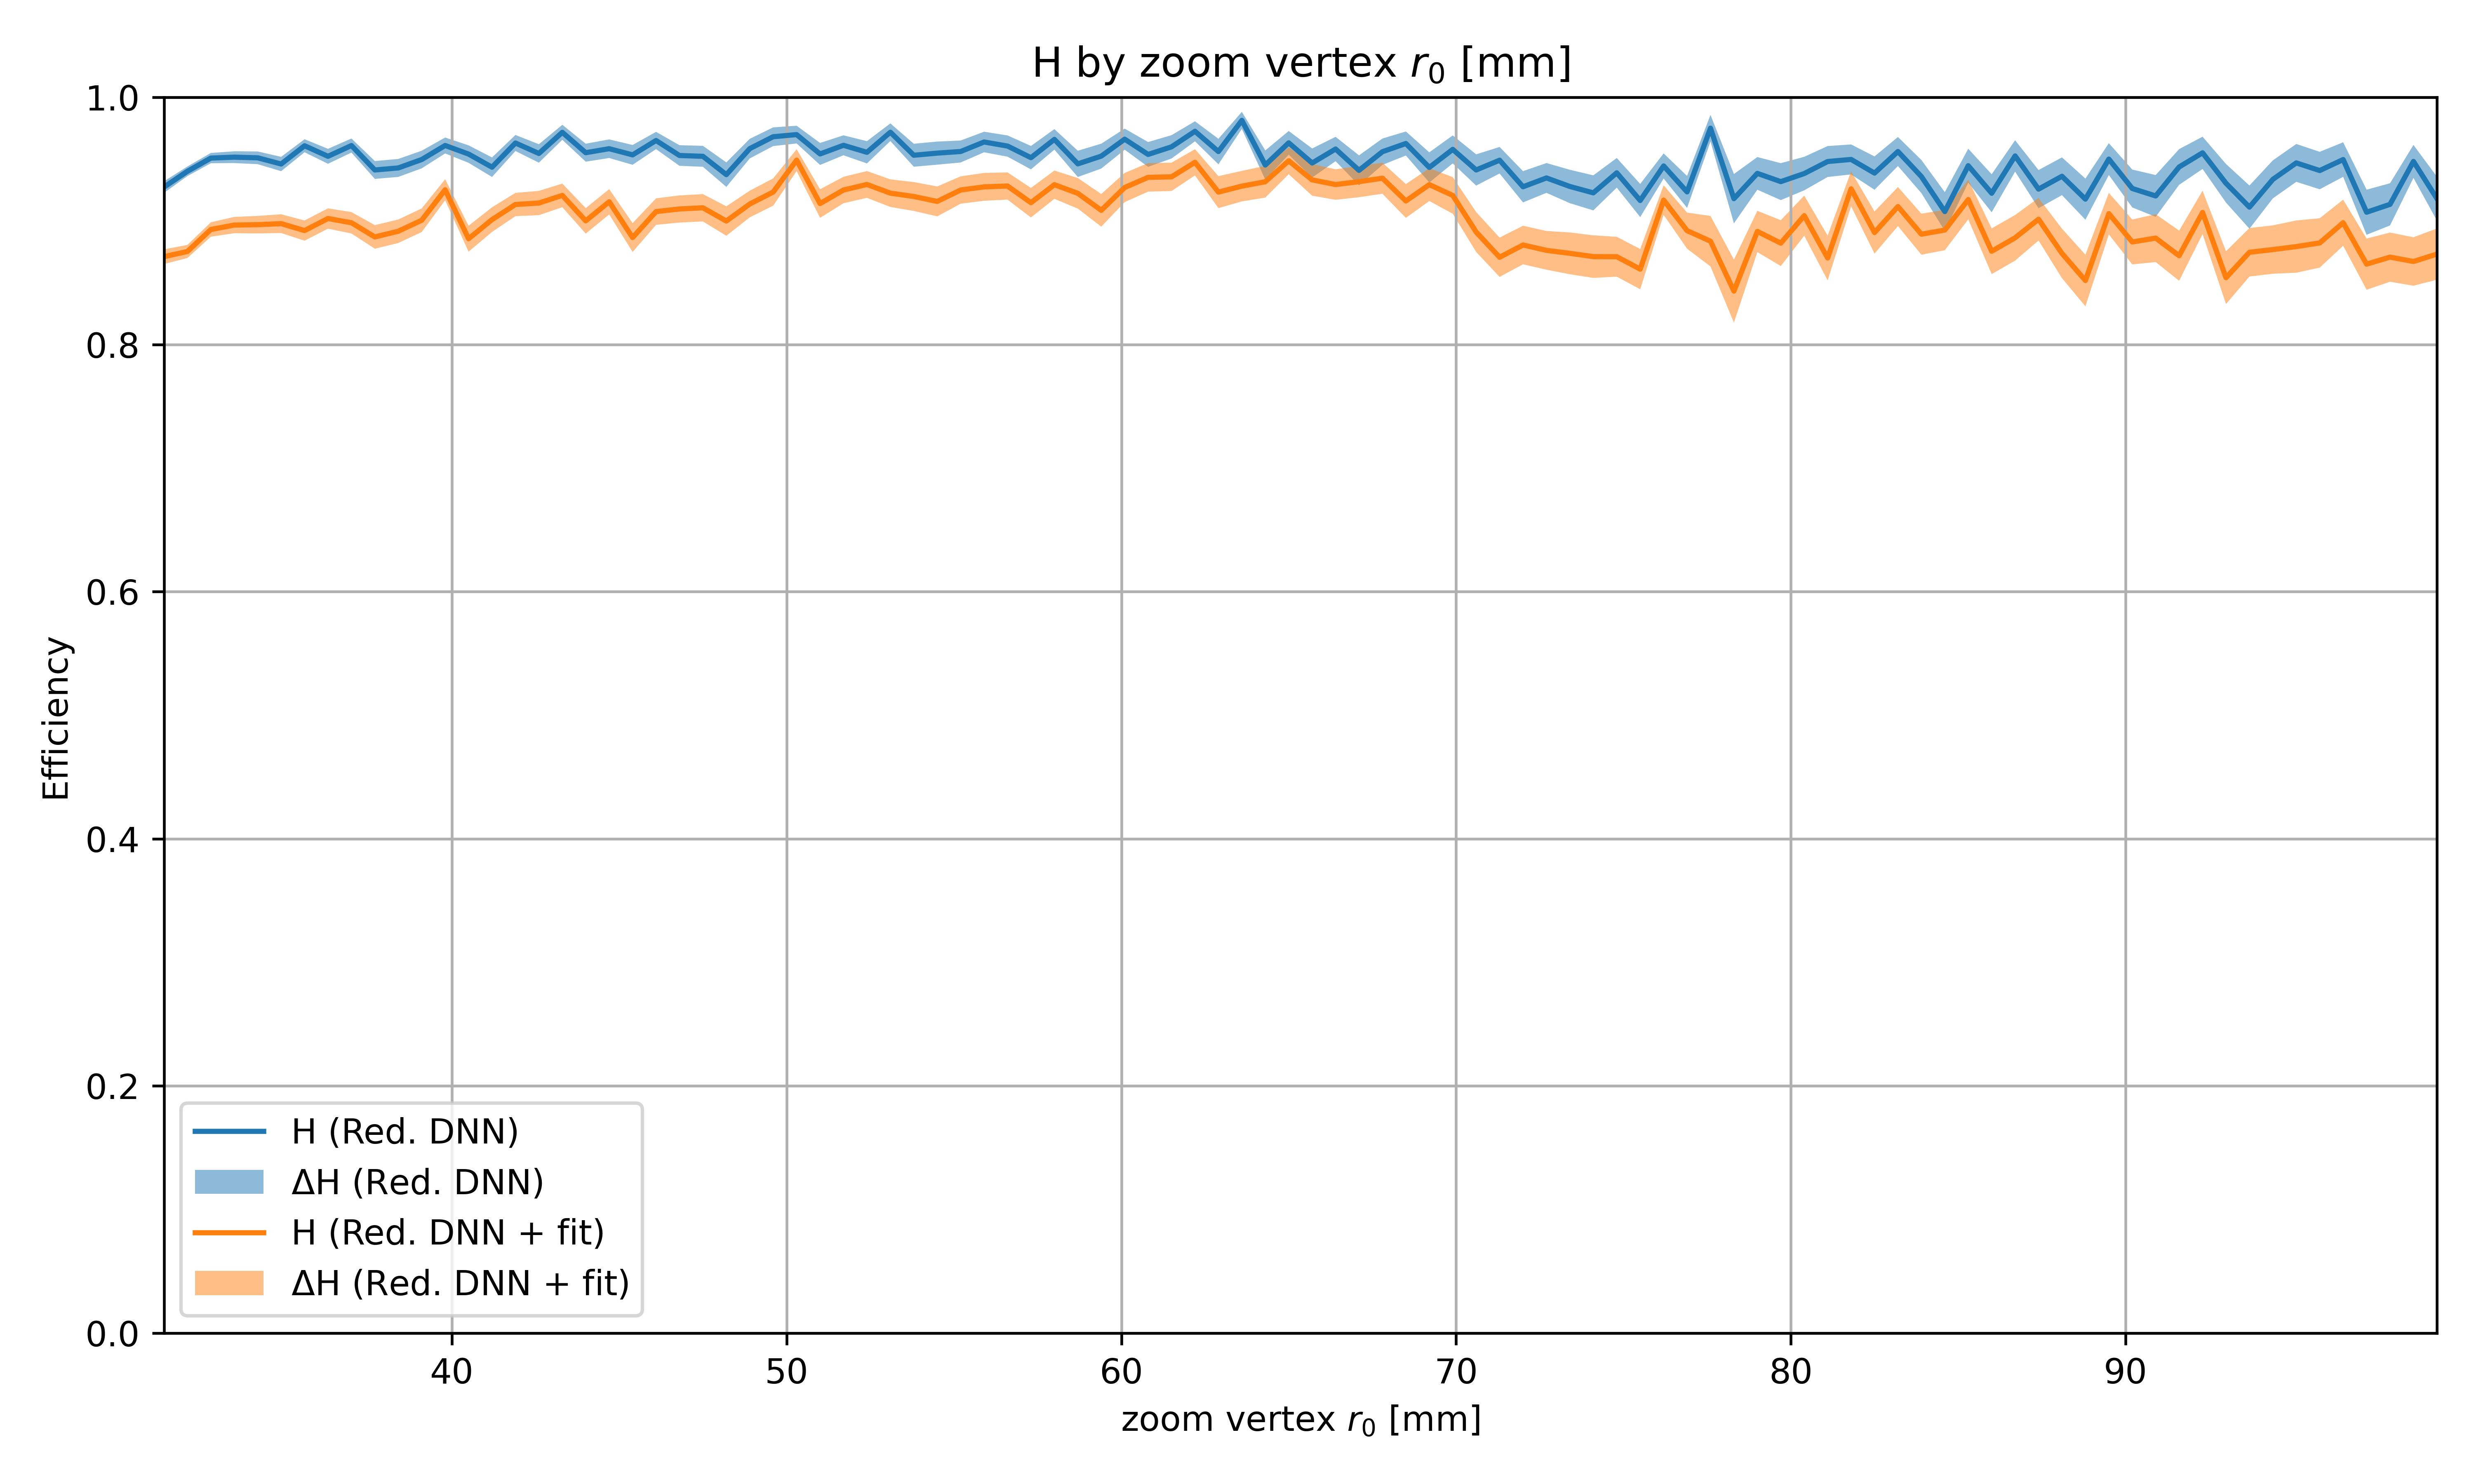 H by zoom vertex r₀ [mm]
1.0
0.8
0.6
0.4
0.2
0.0
Efficiency
H (Red. DNN)
ΔH (Red. DNN)
H (Red. DNN + fit)
ΔH (Red. DNN + fit)
40 50 60 70 80 90
zoom vertex r₀ [mm]